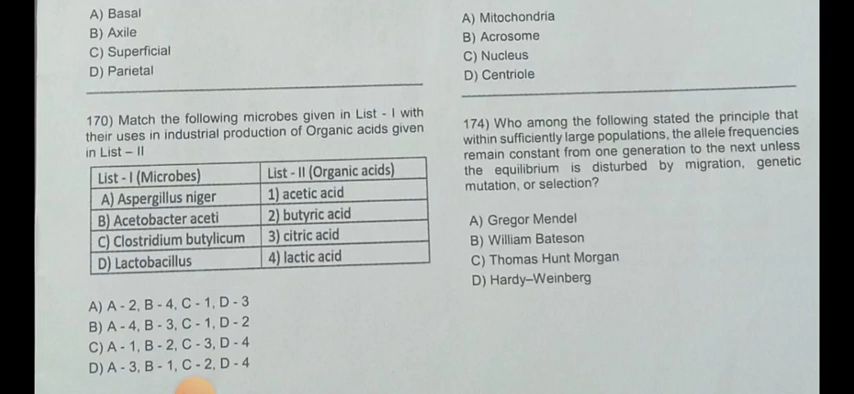 A) Basal
B) Axile
C) Superficial
D) Parietal
170) Match the following microbes given in List - I with
their uses in industrial production of Organic acids given
in List – II
List - I (Microbes) List - II (Organic acids)
A) Aspergillus niger 1) acetic acid
B) Acetobacter aceti 2) butyric acid
C) Clostridium butylicum 3) citric acid
D) Lactobacillus 4) lactic acid
A) A - 2, B - 4, C - 1, D - 3
B) A - 4, B - 3, C - 1, D - 2
C) A - 1, B - 2, C - 3, D - 4
D) A - 3, B - 1, C - 2, D - 4
A) Mitochondria
B) Acrosome
C) Nucleus
D) Centriole
174) Who among the following stated the principle that
within sufficiently large populations, the allele frequencies
remain constant from one generation to the next unless
the equilibrium is disturbed by migration, genetic
mutation, or selection?
A) Gregor Mendel
B) William Bateson
C) Thomas Hunt Morgan
D) Hardy–Weinberg